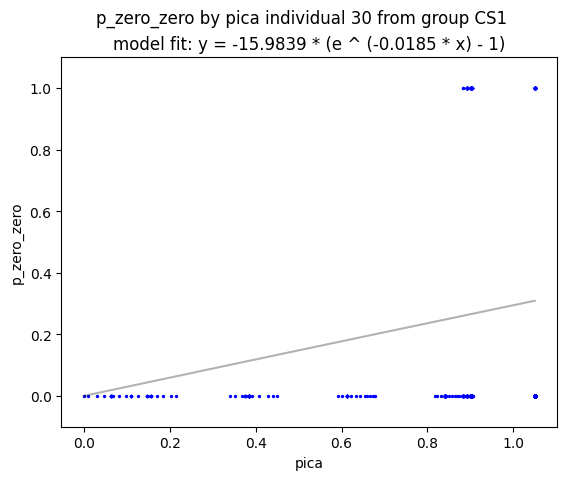 p_zero_zero by pica individual 30 from group CS1
model fit: y = -15.9839 * (e ^ (-0.0185 * x) - 1)
1.0
0.8
0.6
0.4
0.2
0.0
p_zero_zero
0.0 0.2 0.4 0.6 0.8 1.0
pica